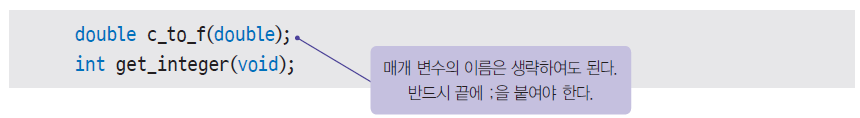 double c_to_f(double);
int get_integer(void);
매개 변수의 이름은 생략하여도 된다.
반드시 끝에 ;을 붙여야 한다.